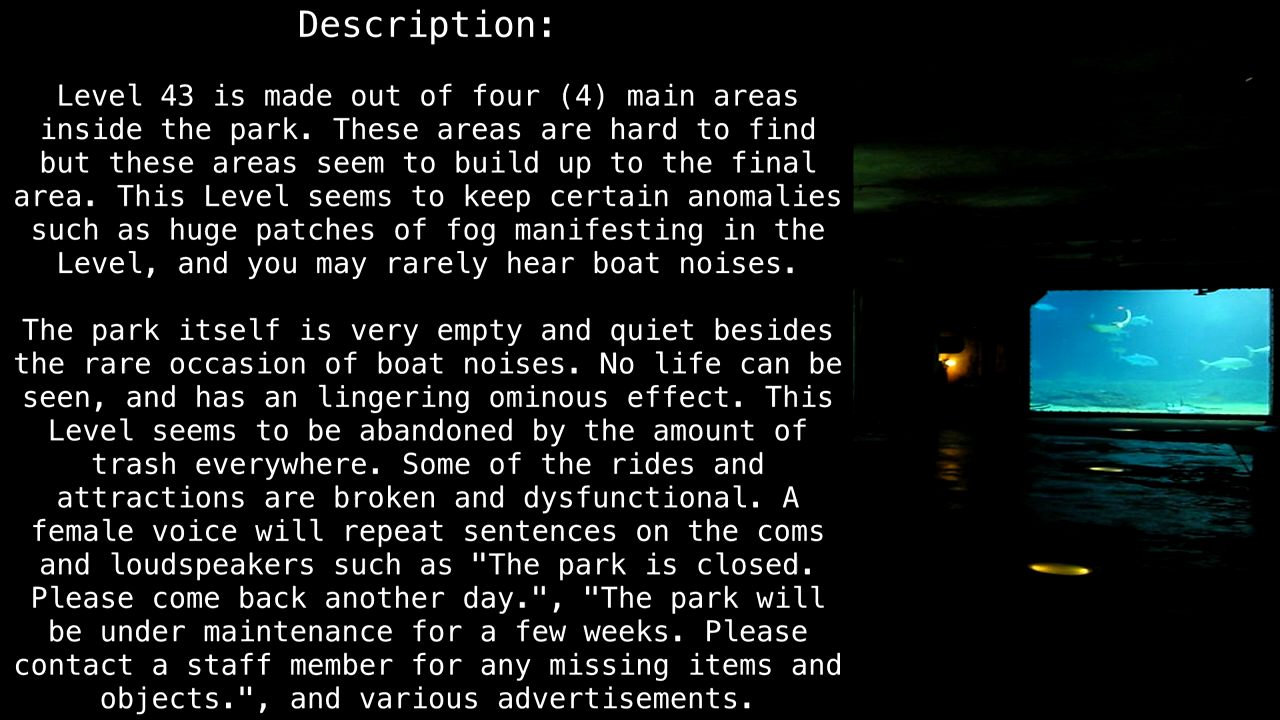 Description:
Level 43 is made out of four (4) main areas
inside the park. These areas are hard to find
but these areas seem to build up to the final
area. This Level seems to keep certain anomalies
such as huge patches of fog manifesting in the
Level, and you may rarely hear boat noises.
The park itself is very empty and quiet besides
the rare occasion of boat noises. No life can be
seen, and has an lingering ominous effect. This
Level seems to be abandoned by the amount of
trash everywhere. Some of the rides and
attractions are broken and dysfunctional. A
female voice will repeat sentences on the coms
and loudspeakers such as "The park is closed.
Please come back another day.", "The park will
be under maintenance for a few weeks. Please
contact a staff member for any missing items and
objects.", and various advertisements.